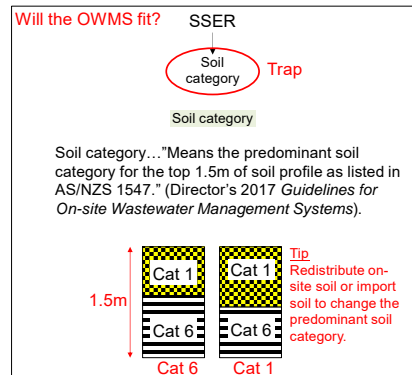 Will the OWMS fit?
SSER
Soil
category
Trap
Soil category
Soil category…"Means the predominant soil
category for the top 1.5m of soil profile as listed in
AS/NZS 1547." (Director's 2017 Guidelines for
On-site Wastewater Management Systems).
1.5m
Cat 1
Cat 6
Cat 6
Cat 1
Cat 6
Cat 1
Tip
Redistribute on-
site soil or import
soil to change the
predominant soil
category.